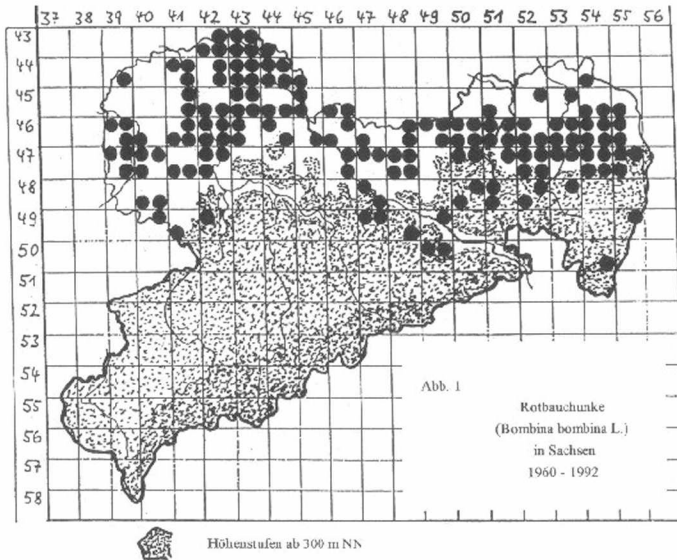 37 38 39 40 41 42 43 44 45 46 47 48 49 50 51 52 53 54 55 56
43
44
45
46
47
48
49
50
51
52
53
54
55
56
57
58
Abb. 1
Rotbauchunke
(Bombina bombina L.)
in Sachsen
1960 - 1992
Höhenstufen ab 300 m NN